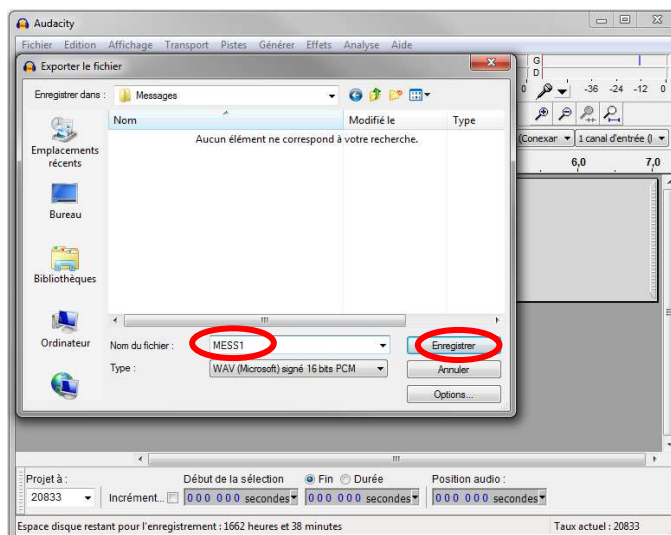 Audacity
Fichier Edition Affichage Transport Pistes Générer Effets Analyse Aide
Exporter le fichier
G
D
Enregistrer dans :
Messages
0 -36 -24 -12 0
Nom Modifié le Type
Aucun élément ne correspond à votre recherche.
(Conexar 1 canal d'entrée (
6,0 7,0
Emplacements
récents
Bureau
Bibliothèques
Ordinateur
Nom du fichier : MESS1 Enregistrer
Type : WAV (Microsoft) signé 16 bits PCM Annuler
Options...
Projet à : Début de la sélection Fin Durée Position audio :
20833 Incrément... 000 000 secondes 000 000 secondes 000 000 secondes
Espace disque restant pour l'enregistrement : 1662 heures et 38 minutes Taux actuel : 20833